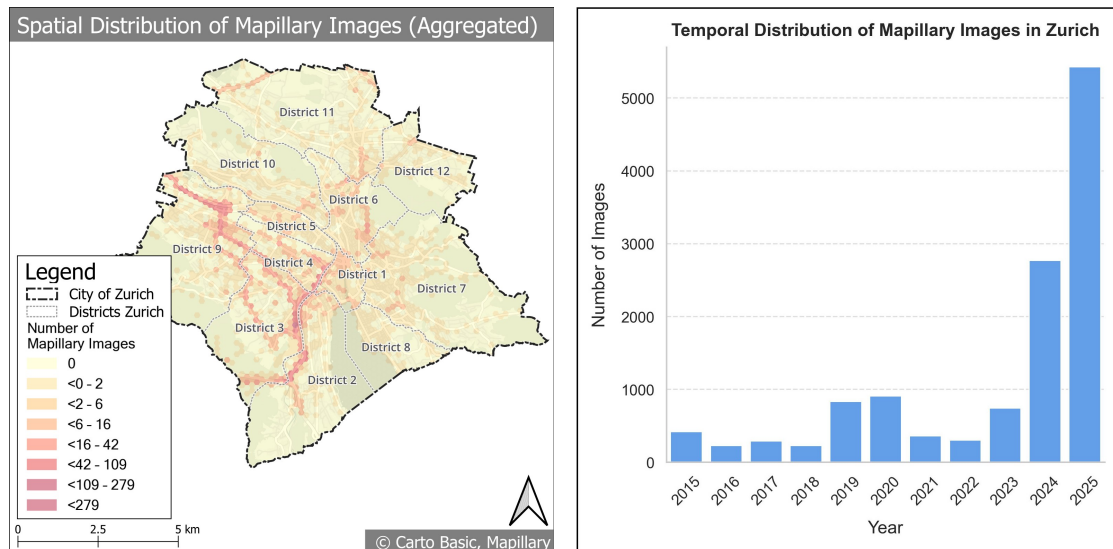 Spatial Distribution of Mapillary Images (Aggregated)
District 11
District 10
District 12
District 6
District 5
District 9
District 4
District 1
District 7
District 3
District 8
District 2
Legend
City of Zurich
Districts Zurich
Number of
Mapillary Images
0
<0 - 2
<2 - 6
<6 - 16
<16 - 42
<42 - 109
<109 - 279
<279
0 2.5 5 km
© Carto Basic, Mapillary
Temporal Distribution of Mapillary Images in Zurich
Number of Images
5000
4000
3000
2000
1000
0
2015 2016 2017 2018 2019 2020 2021 2022 2023 2024 2025
Year